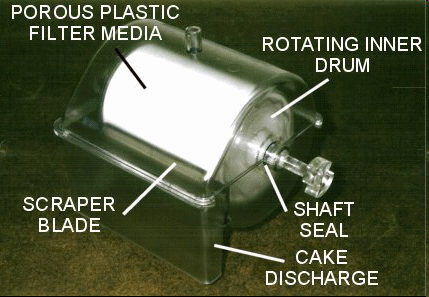 POROUS PLASTIC
FILTER MEDIA
ROTATING INNER
DRUM
SCRAPER
BLADE
SHAFT
SEAL
CAKE
DISCHARGE